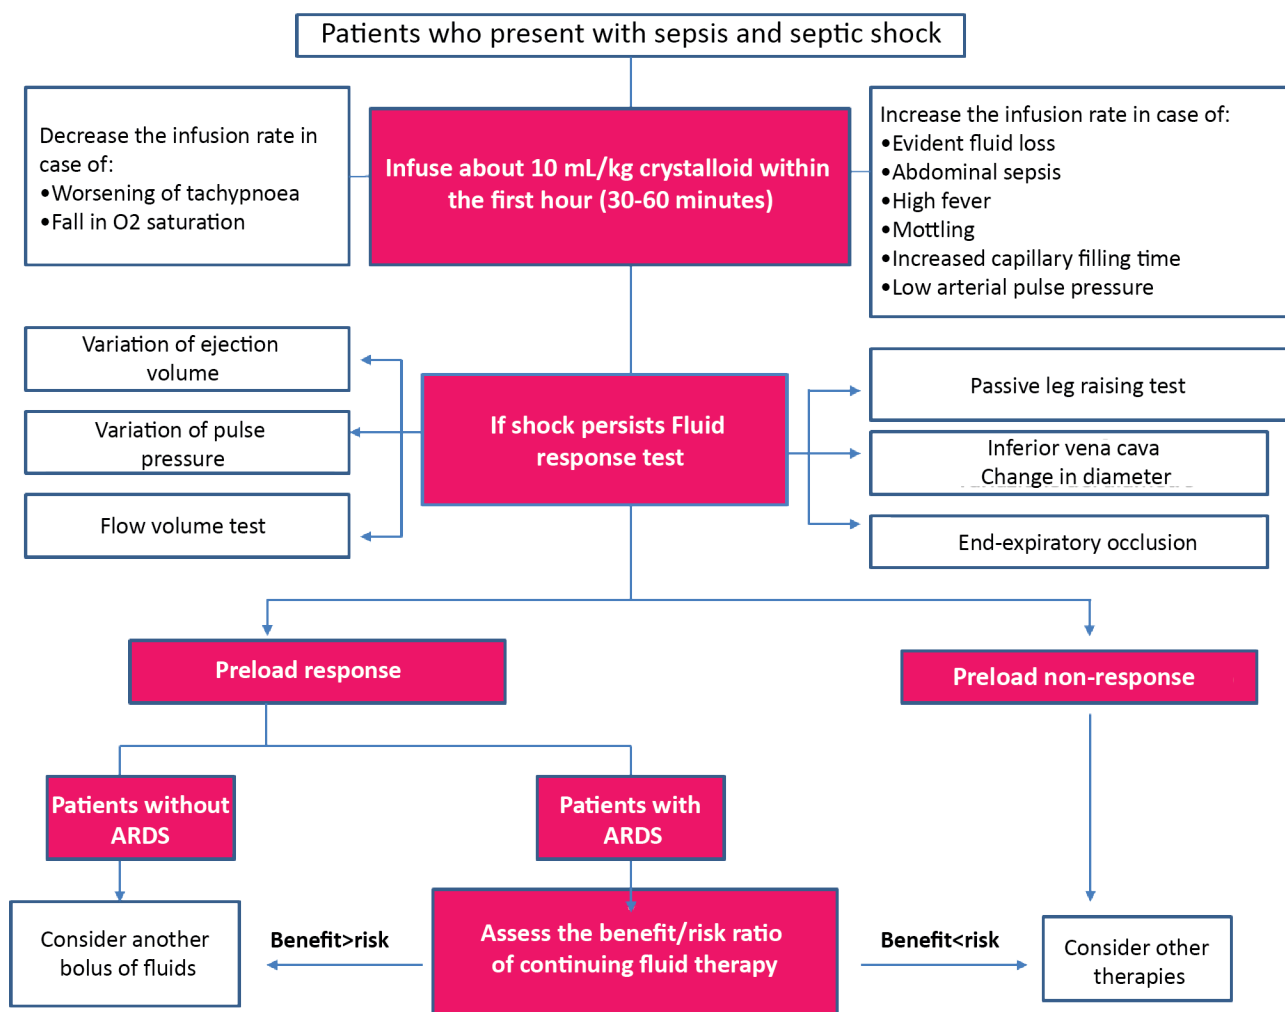 Patients who present with sepsis and septic shock
Decrease the infusion rate in
case of:
•Worsening of tachypnoea
•Fall in O2 saturation
Infuse about 10 mL/kg crystalloid within
the first hour (30-60 minutes)
Increase the infusion rate in case of:
•Evident fluid loss
•Abdominal sepsis
•High fever
•Mottling
•Increased capillary filling time
•Low arterial pulse pressure
Variation of ejection
volume
Variation of pulse
pressure
Flow volume test
If shock persists Fluid
response test
Passive leg raising test
Inferior vena cava
Change in diameter
End-expiratory occlusion
Preload response
Preload non-response
Patients without
ARDS
Patients with
ARDS
Consider another
bolus of fluids
Benefit>risk
Assess the benefit/risk ratio
of continuing fluid therapy
Benefit<risk
Consider other
therapies